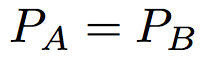 P_A = P_B